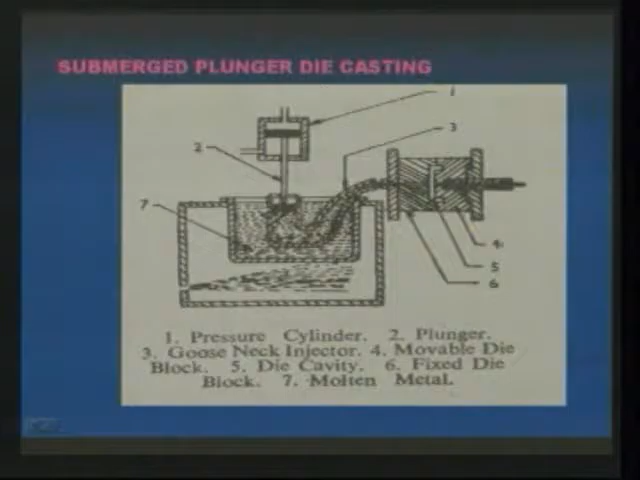 SUBMERGED PLUNGER DIE CASTING
1
2
3
7
4
5
6
1. Pressure Cylinder. 2. Plunger.
3. Goose Neck Injector. 4. Movable Die
Block. 5. Die Cavity. 6. Fixed Die
Block. 7. Molten Metal.